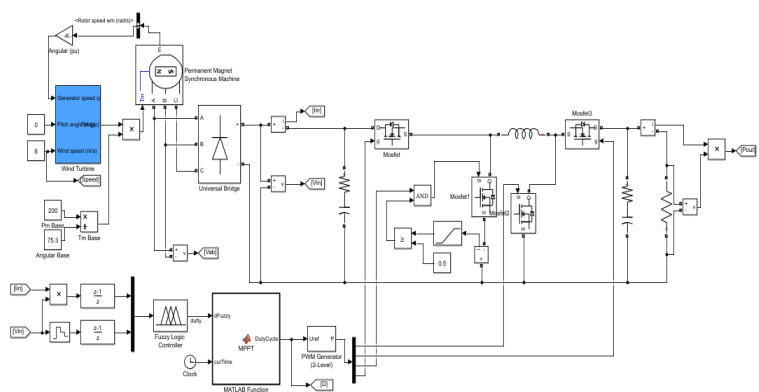 <Rotor speed wm (rad/s)>
-K-
Angular (pu)
E
Permanent Magnet
Synchronous Machine
Tm
A
B
C
Generator speed (p
Pitch angle (deg)
Wind speed (m/s)
Wind Turbine
0
6
[Speed]
×
200
Pm Base
75.3
Angular Base
×
÷
Tm Base
A
B
C
+
-
Universal Bridge
+
i
-
[Iin]
+
v
-
[Vin]
+
v
-
[Vab]
D
S
g
Mosfet
AND
≥
0.5
Mosfet1
Mosfet2
Mosfet3
S
D
g
+
i
-
+
v
-
×
[Pout]
[Iin]
[Vin]
×
z-1
z
z-1
z
Fuzzy Logic
Controller
dutty
dFuzzy
curTime
MPPT
DutyCycle
MATLAB Function
Clock
Uref
P
PWM Generator
(2-Level)
[D]